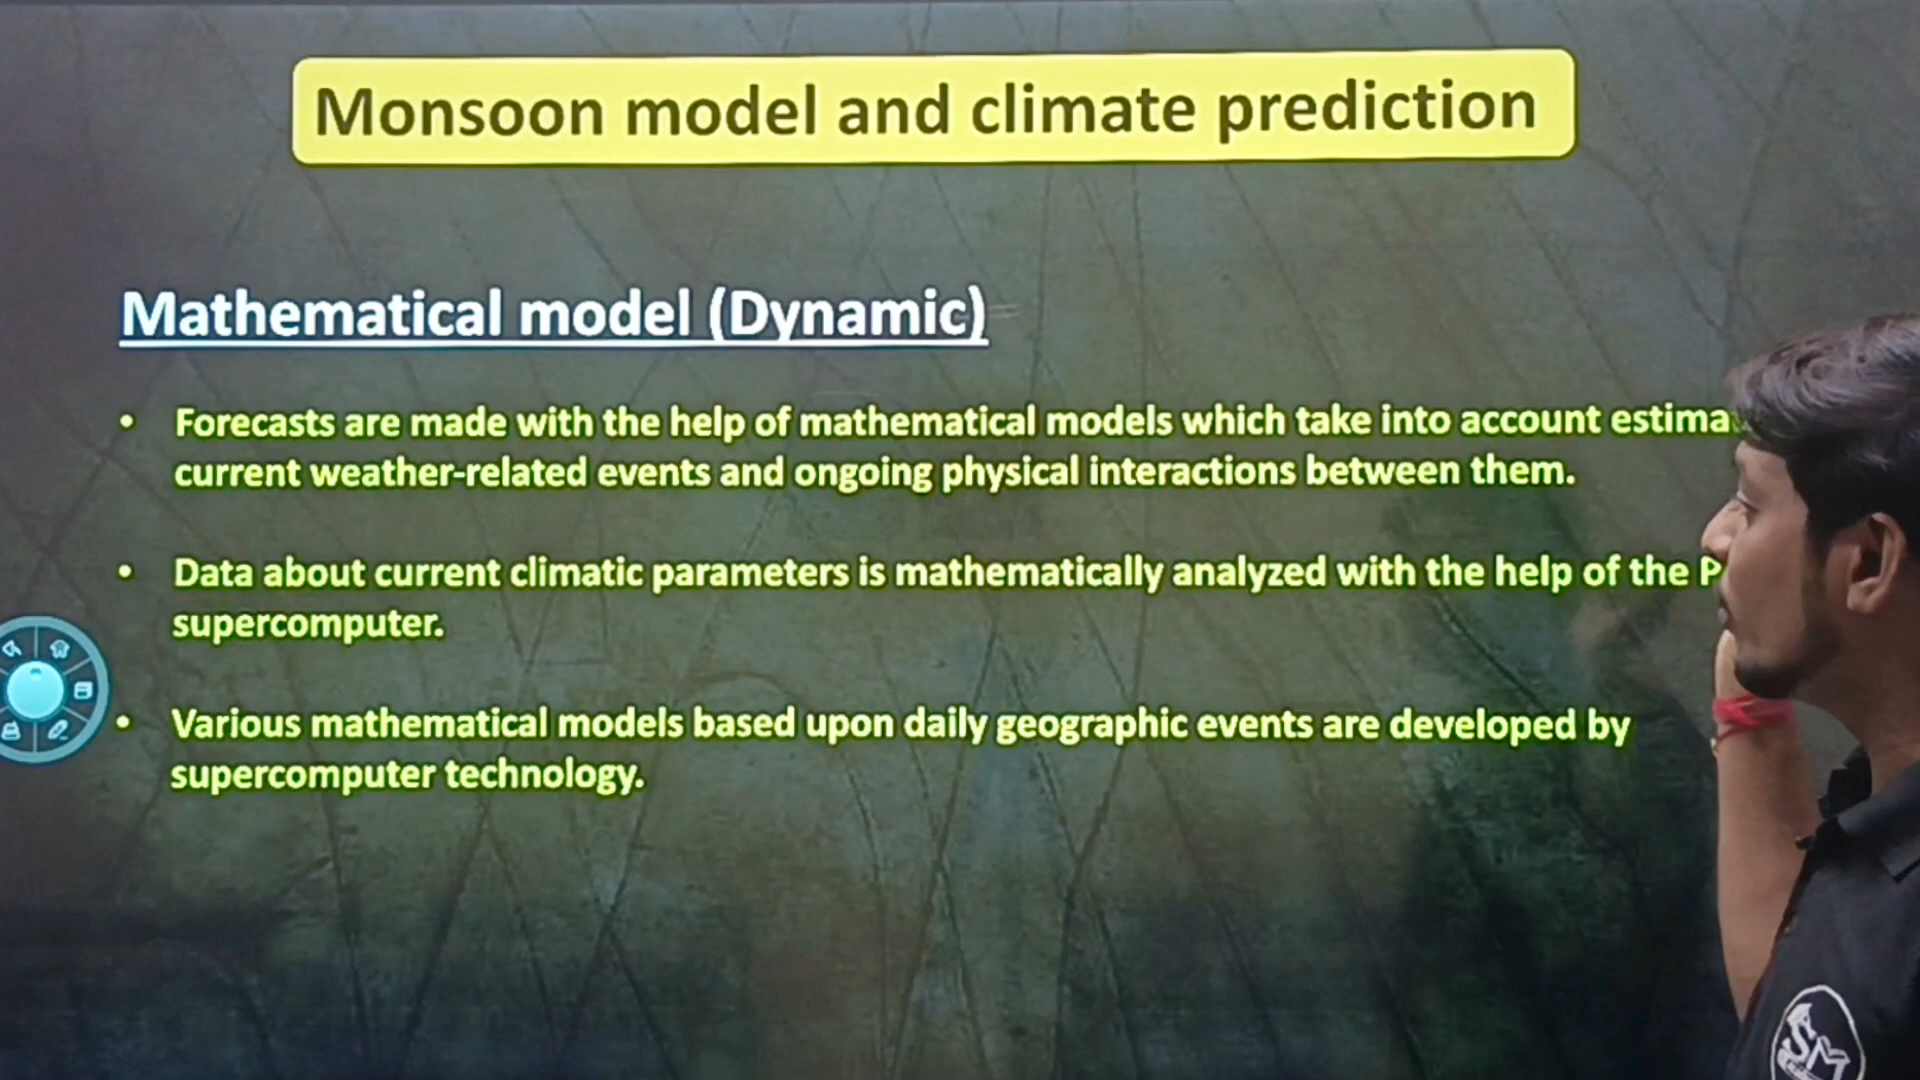 Monsoon model and climate prediction
Mathematical model (Dynamic)
• Forecasts are made with the help of mathematical models which take into account
current weather-related events and ongoing physical interactions between them.
• Data about current climatic parameters is mathematically analyzed with the help of the
supercomputer.
• Various mathematical models based upon daily geographic events are developed by
supercomputer technology.
SM